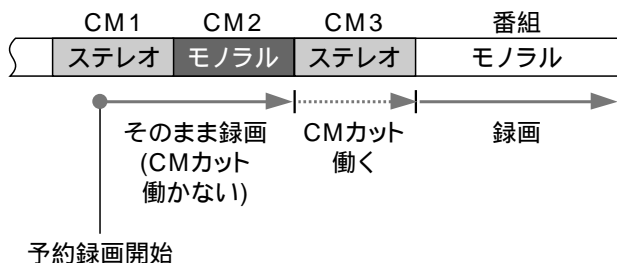 CM1 CM2 CM3 番組
ステレオ モノラル ステレオ モノラル
そのまま録画 CMカット 録画
(CMカット 働く
働かない)
予約録画開始